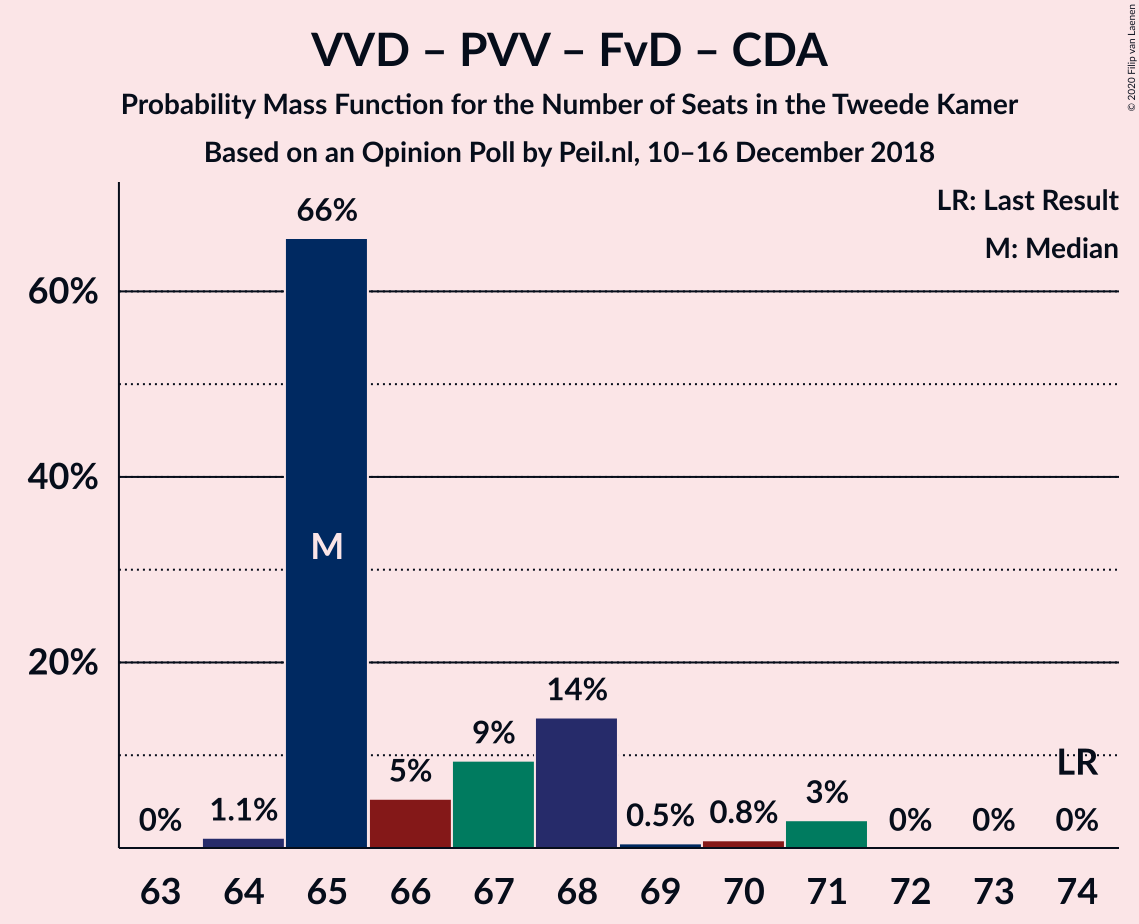 VVD – PVV – FvD – CDA
Probability Mass Function for the Number of Seats in the Tweede Kamer
Based on an Opinion Poll by Peil.nl, 10–16 December 2018
© 2020 Filip van Laenen
LR: Last Result
M: Median
60%
40%
20%
0%
1.1%
66%
M
5%
9%
14%
0.5%
0.8%
3%
0%
0%
LR
0%
63 64 65 66 67 68 69 70 71 72 73 74